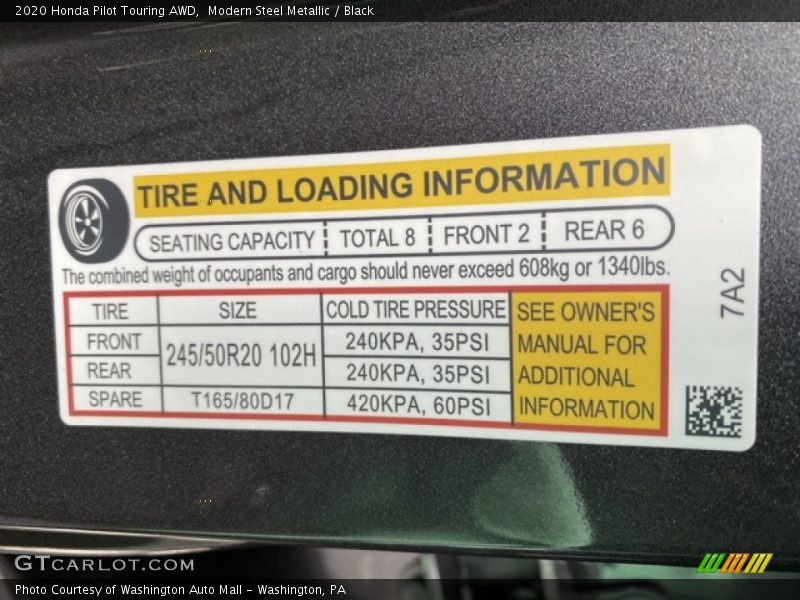 2020 Honda Pilot Touring AWD,  Modern Steel Metallic / Black
TIRE AND LOADING INFORMATION
SEATING CAPACITY TOTAL 8 FRONT 2 REAR 6
The combined weight of occupants and cargo should never exceed 608kg or 1340lbs.
TIRE SIZE COLD TIRE PRESSURE
FRONT 245/50R20 102H 240KPA, 35PSI
REAR 240KPA, 35PSI
SPARE T165/80D17 420KPA, 60PSI
SEE OWNER'S
MANUAL FOR
ADDITIONAL
INFORMATION
7A2
GTCARLOT.COM
Photo Courtesy of Washington Auto Mall - Washington, PA